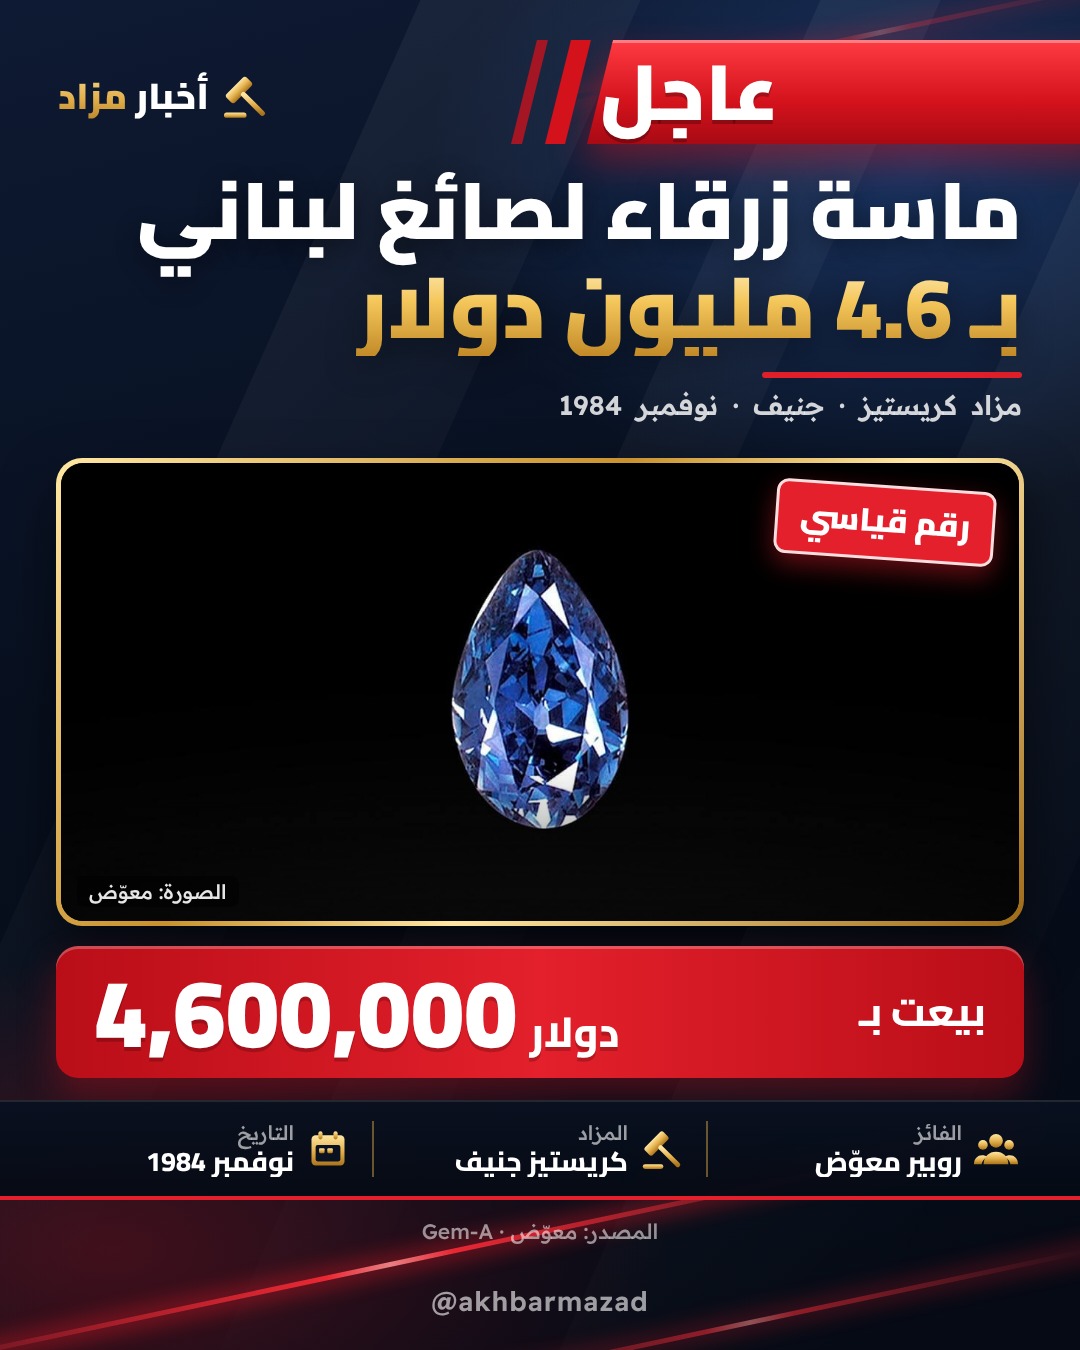 عاجل
أخبار مزاد
ماسة زرقاء لصائغ لبناني
بـ 4.6 مليون دولار
مزاد كريستيز · جنيف · نوفمبر 1984
رقم قياسي
الصورة: معوّض
بيعت بـ
4,600,000 دولار
الفائز
روبير معوّض
المزاد
كريستيز جنيف
التاريخ
نوفمبر 1984
المصدر: معوّض · Gem-A
@akhbarmazad